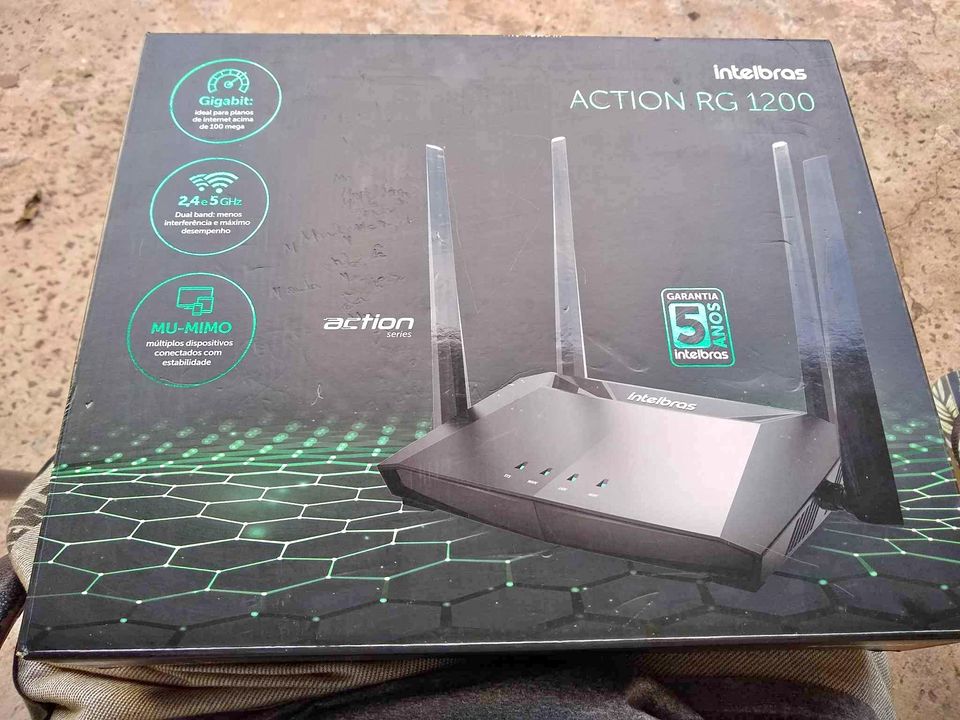 intelbras
ACTION RG 1200
Gigabit:
ideal para planos
de internet acima
de 100 mega
2,4 e 5 GHz
Dual band: menos
interferência e máximo
desempenho
MU-MIMO
múltiplos dispositivos
conectados com
estabilidade
action
series
GARANTIA
5 ANOS
intelbras
intelbras